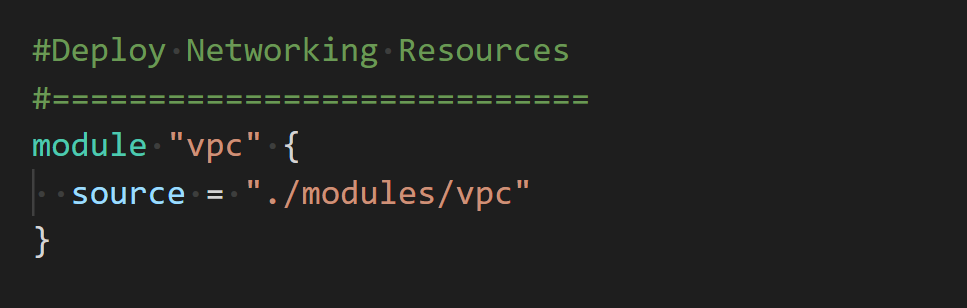 #Deploy Networking Resources
#============================
module "vpc" {
  source = "./modules/vpc"
}